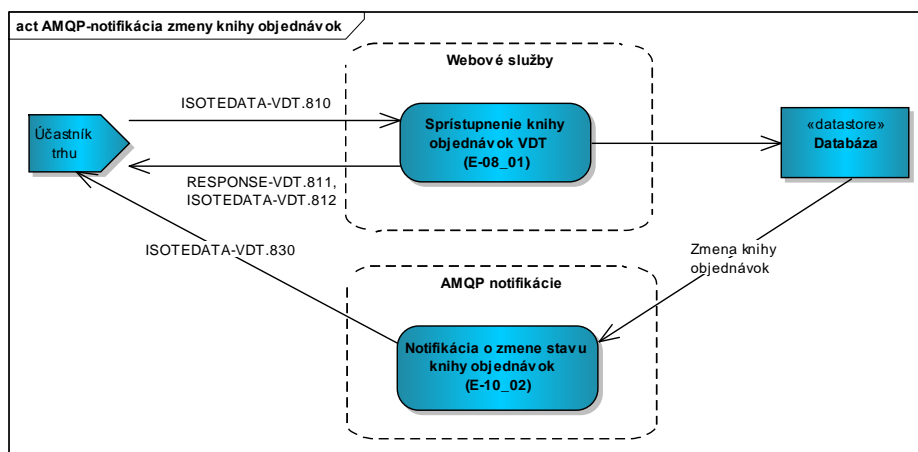 act AMQP-notifikácia zmeny knihy objednávok
Webové služby
ISOTEDATA-VDT.810
Účastník
trhu
Sprístupnenie knihy
objednávok VDT
(E-08_01)
«datastore»
Databáza
RESPONSE-VDT.811,
ISOTEDATA-VDT.812
ISOTEDATA-VDT.830
Zmena knihy
objednávok
AMQP notifikácie
Notifikácia o zmene stavu
knihy objednávok
(E-10_02)